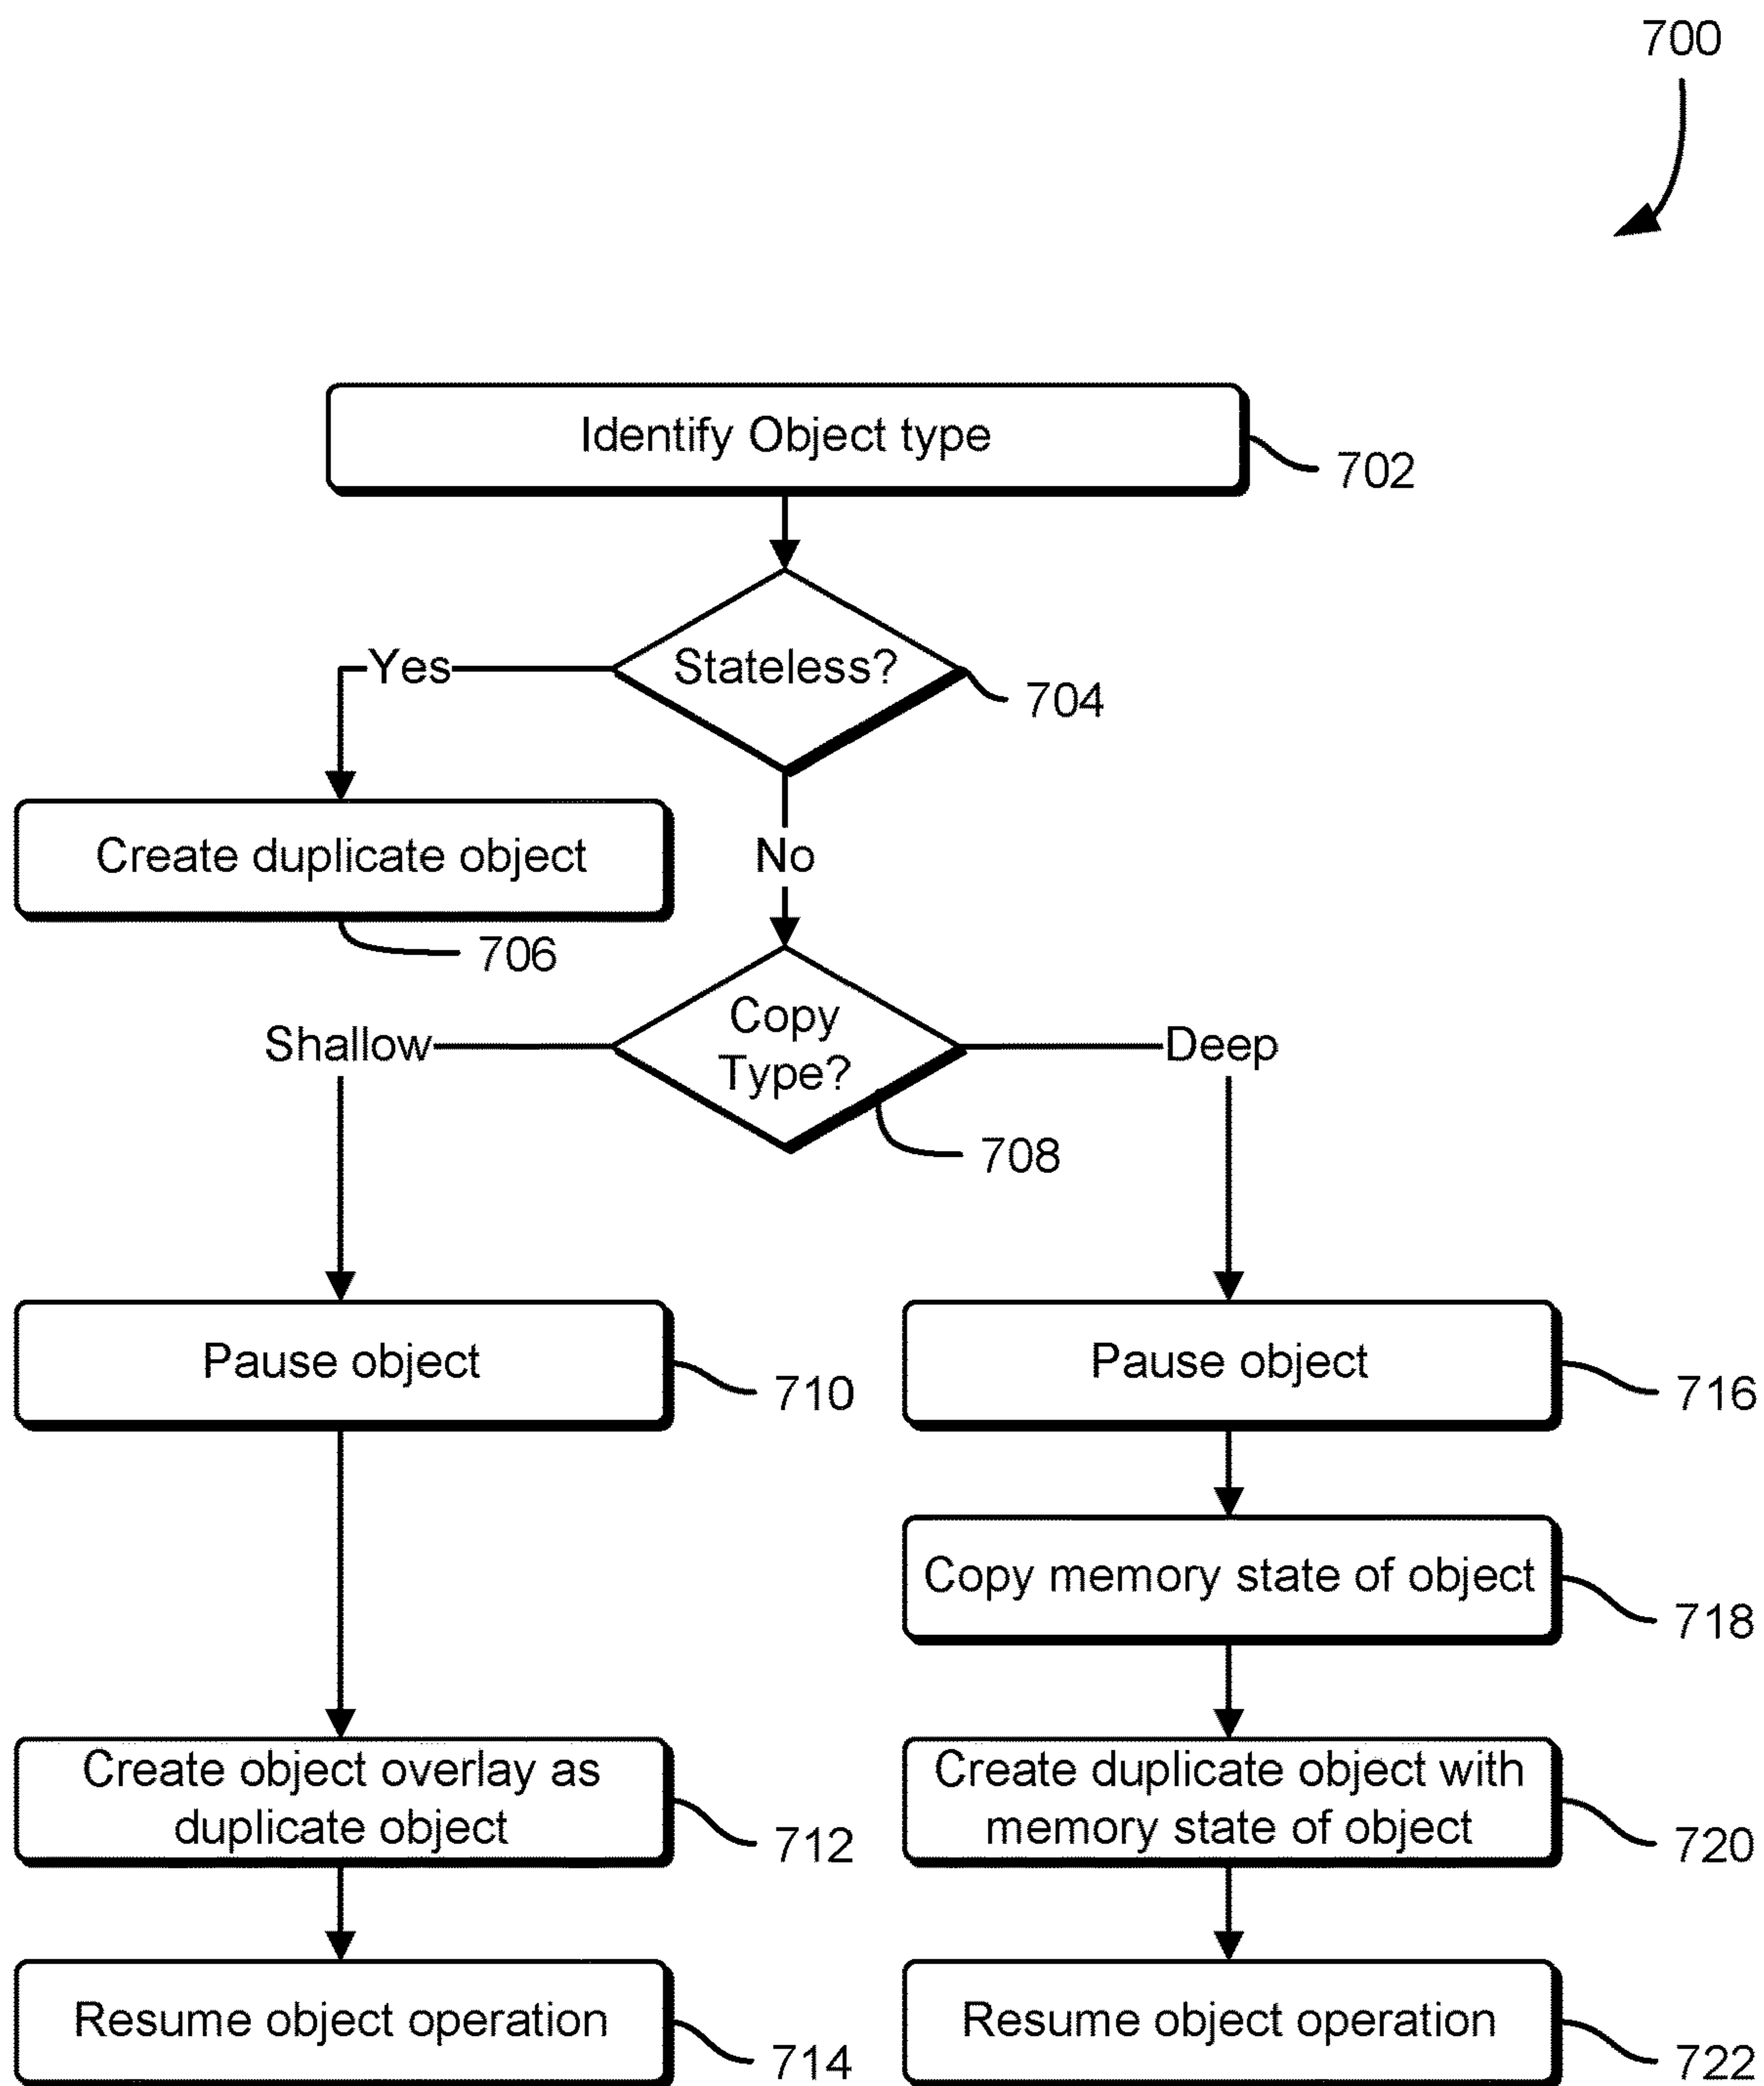 700
Identify Object type
702
Stateless?
Yes
704
Create duplicate object
No
706
Copy
Type?
Shallow
Deep
708
Pause object
710
Pause object
716
Copy memory state of object
718
Create object overlay as
duplicate object
712
Create duplicate object with
memory state of object
720
Resume object operation
714
Resume object operation
722